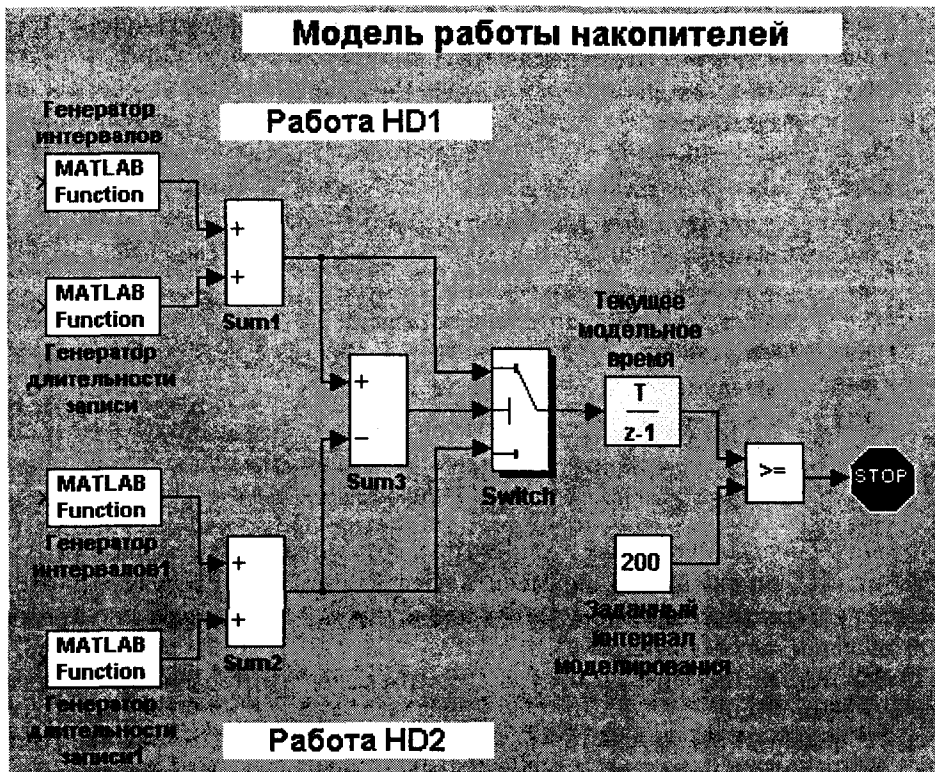 Модель работы накопителей
Генератор
интервалов
Работа HD1
MATLAB
Function
+
+
Sum1
MATLAB
Function
Генератор
длительности
записи
+
−
Sum3
Switch
Текущее
модельное
время
T
z-1
>=
STOP
200
Заданный
интервал
моделирования
MATLAB
Function
Генератор
интервалов1
+
+
Sum2
MATLAB
Function
Генератор
длительности
записи1
Работа HD2